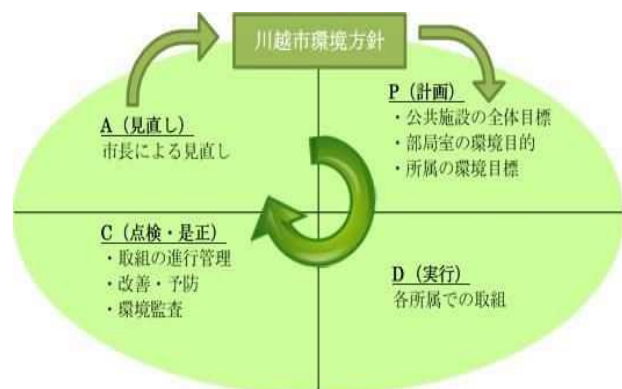 川越市環境方針
P（計画）
・公共施設の全体目標
・部局室の環境目的
・所属の環境目標
D（実行）
各所属での取組
C（点検・是正）
・取組の進行管理
・改善・予防
・環境監査
A（見直し）
市長による見直し